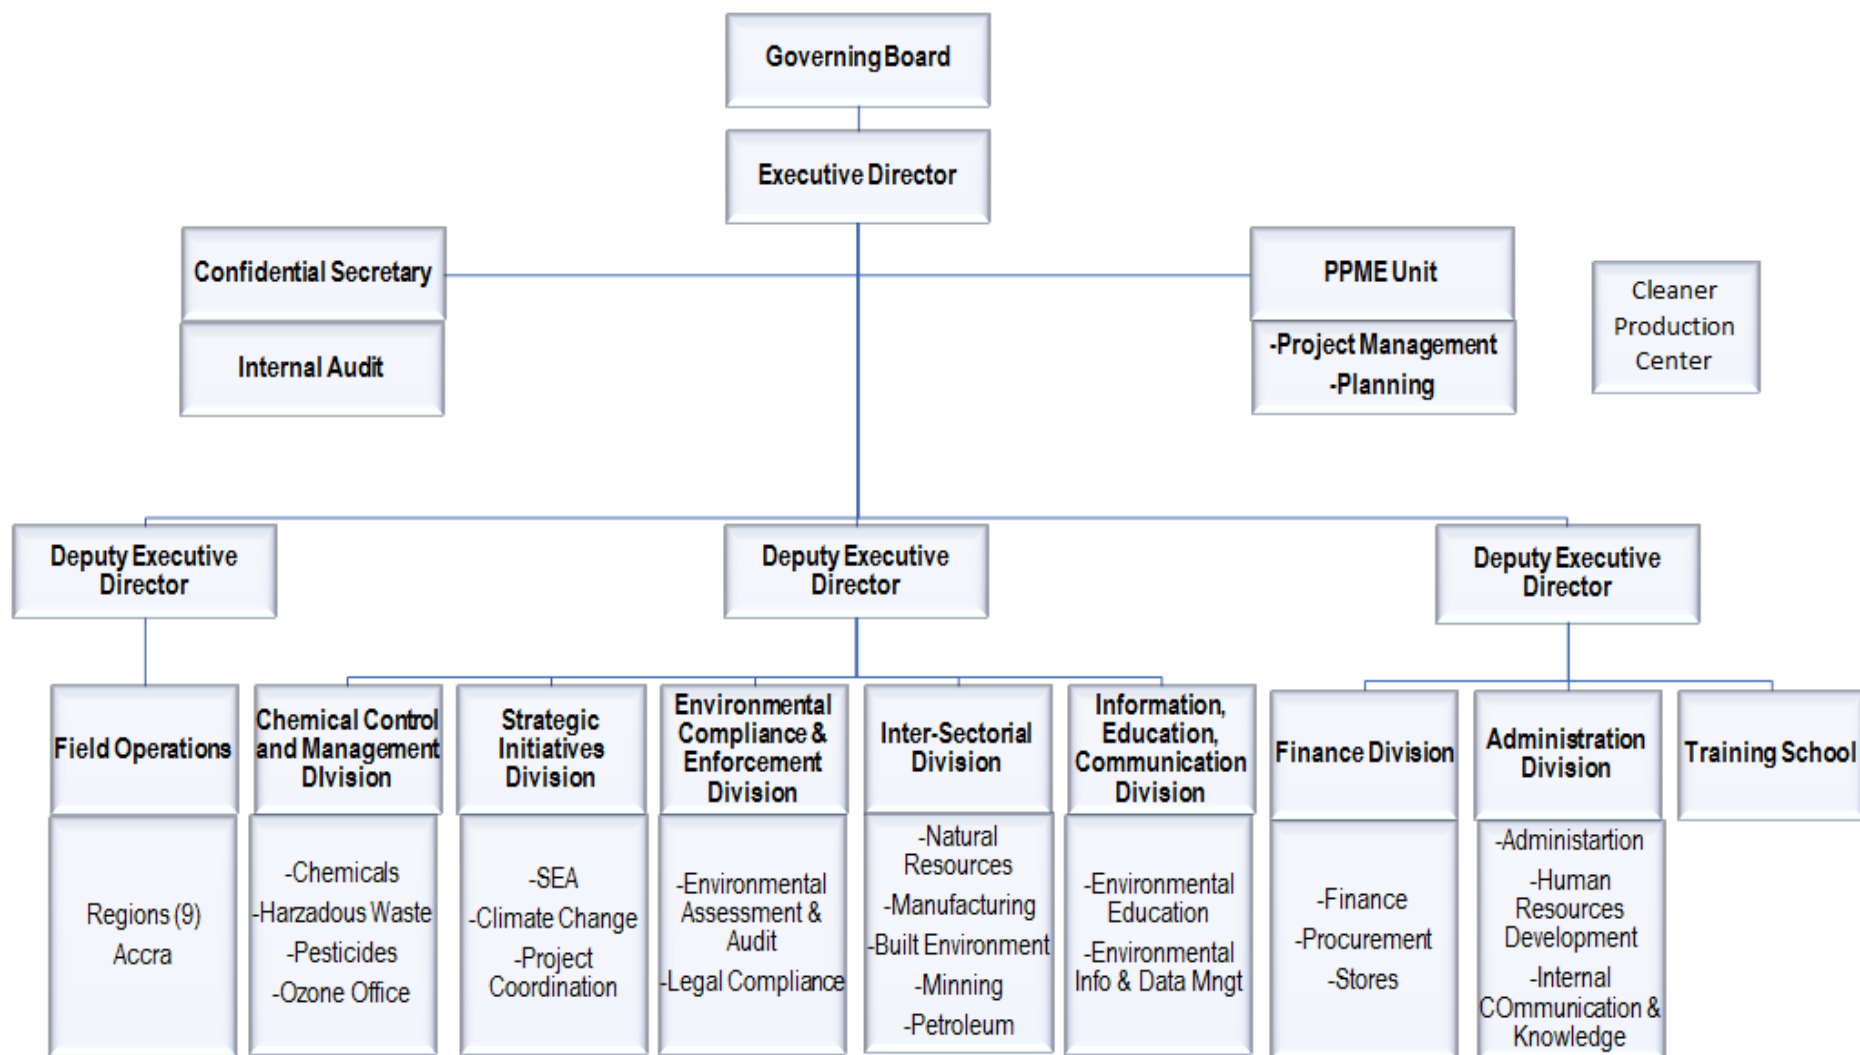 Governing Board
Executive Director
Confidential Secretary
Internal Audit
PPME Unit
-Project Management
-Planning
Cleaner
Production
Center
Deputy Executive
Director
Deputy Executive
Director
Deputy Executive
Director
Field Operations
Regions (9)
Accra
Chemical Control
and Management
DIvision
-Chemicals
-Harzadous Waste
-Pesticides
-Ozone Office
Strategic
Initiatives
Division
-SEA
-Climate Change
-Project
Coordination
Environmental
Compliance &
Enforcement
Division
-Environmental
Assessment &
Audit
-Legal Compliance
Inter-Sectorial
Division
-Natural
Resources
-Manufacturing
-Built Environment
-Minning
-Petroleum
Information,
Education,
Communication
Division
-Environmental
Education
-Environmental
Info & Data Mngt
Finance Division
-Finance
-Procurement
-Stores
Administration
Division
-Administartion
-Human
Resources
Development
-Internal
COmmunication &
Knowledge
Training School